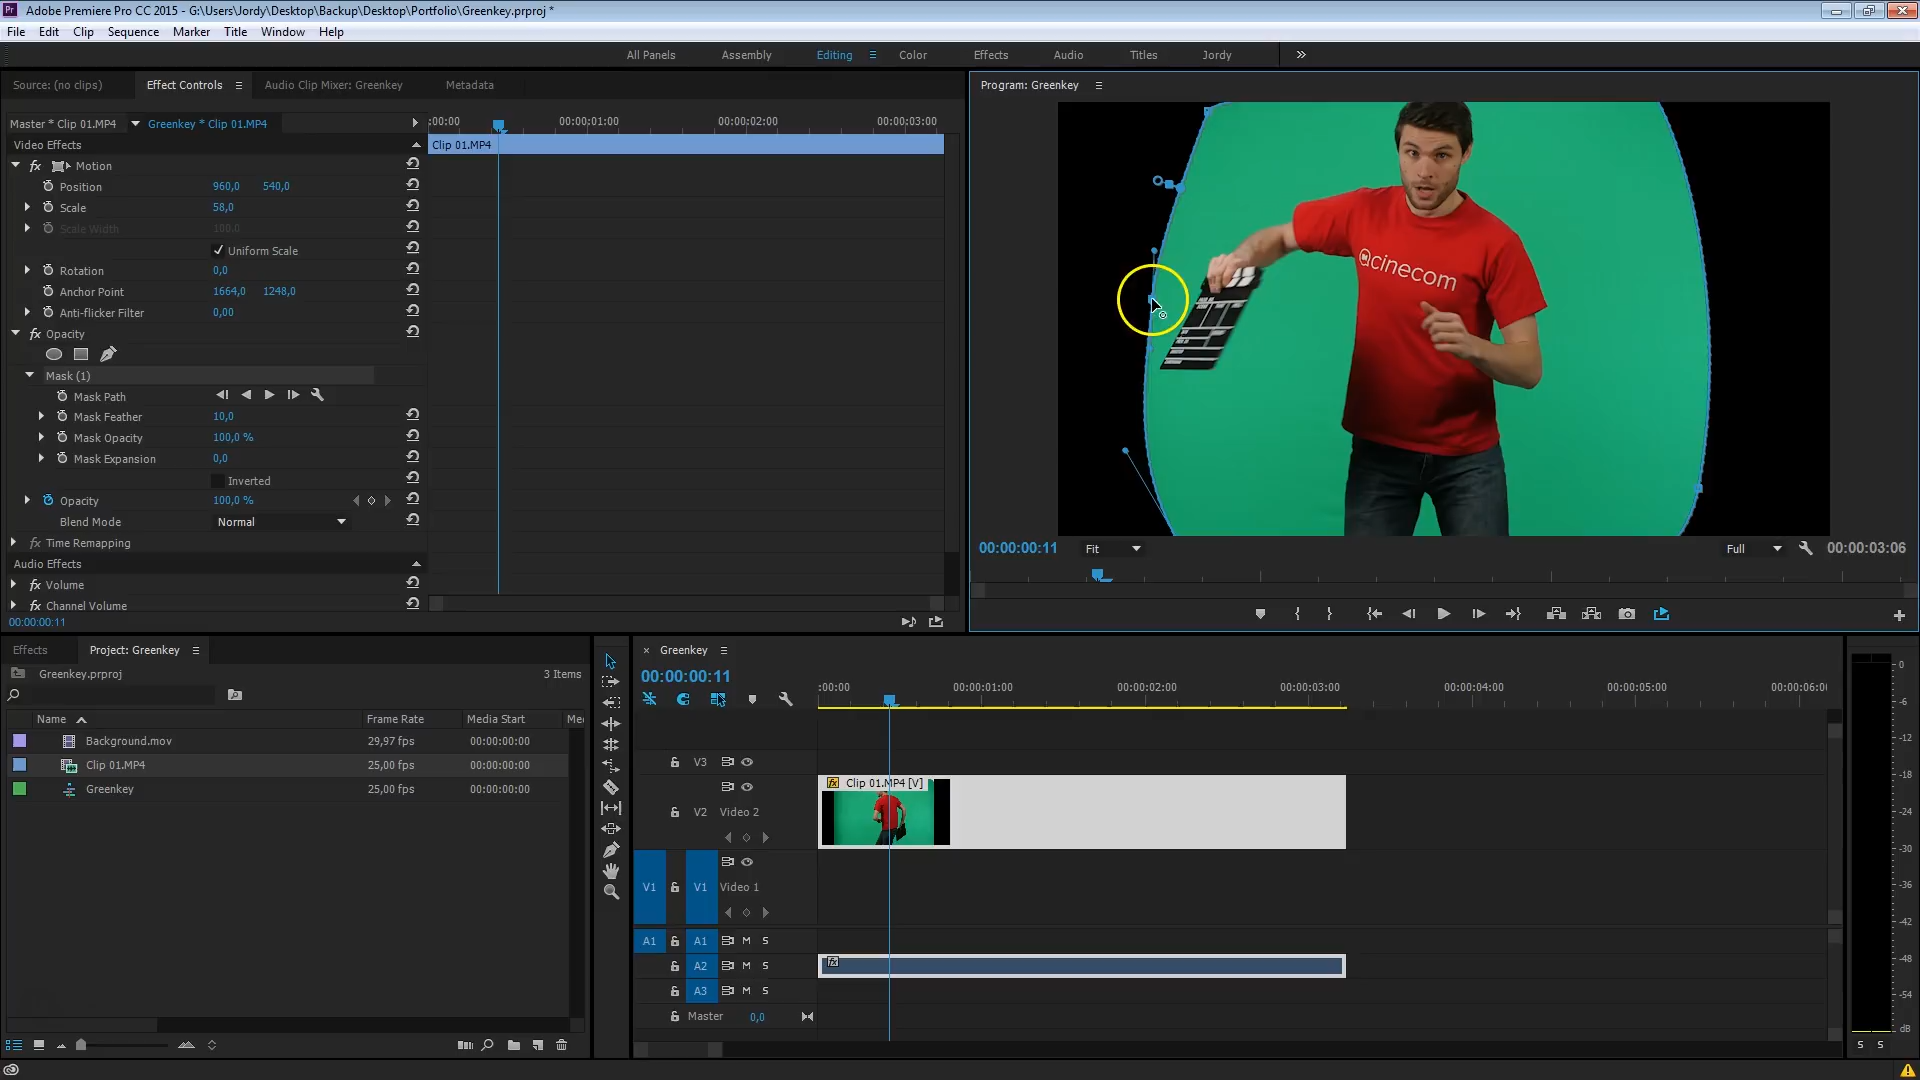 Adobe Premiere Pro CC 2015 - G:\Users\Jordy\Desktop\Backup\Desktop\Portfolio\Greenkey.prproj *
File Edit Clip Sequence Marker Title Window Help
All Panels Assembly Editing Color Effects Audio Titles Jordy
Source: (no clips) Effect Controls Audio Clip Mixer: Greenkey Metadata
Program: Greenkey
Master * Clip 01.MP4 Greenkey * Clip 01.MP4
:00:00 00:00:01:00 00:00:02:00 00:00:03:00
Video Effects
Clip 01.MP4
fx Motion
Position 960,0 540,0
Scale 58,0
Scale Width 100,0
Uniform Scale
Rotation 0,0
Anchor Point 1664,0 1248,0
Anti-flicker Filter 0,00
fx Opacity
Mask (1)
Mask Path
Mask Feather 10,0
Mask Opacity 100,0 %
Mask Expansion 0,0
Inverted
Opacity 100,0 %
Blend Mode Normal
fx Time Remapping
Audio Effects
fx Volume
fx Channel Volume
00:00:00:11
cinecom
00:00:00:11 Fit Full 00:00:03:06
Effects Project: Greenkey
Greenkey.prproj 3 Items
Name Frame Rate Media Start Me
Background.mov 29,97 fps 00:00:00:00
Clip 01.MP4 25,00 fps 00:00:00:00
Greenkey 25,00 fps 00:00:00:00
Greenkey
00:00:00:11
:00:00 00:00:01:00 00:00:02:00 00:00:03:00 00:00:04:00 00:00:05:00 00:00:06:0
V3
fx Clip 01.MP4 [V]
V2 Video 2
V1 V1 Video 1
A1 A1 M S
A2 M S fx
A3 M S
Master 0,0
0
-6
-12
-18
-24
-30
-36
-42
-48
-54
dB
S S